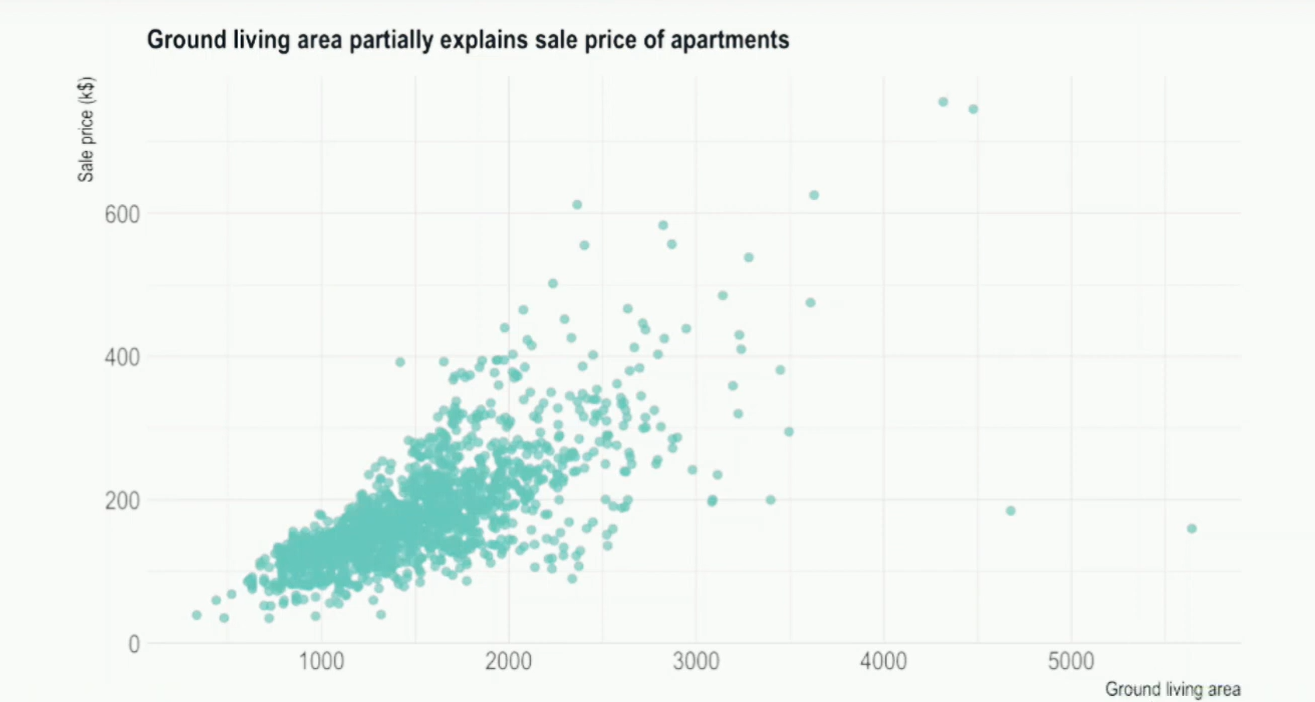 Ground living area partially explains sale price of apartments
Sale price (k$)
600
400
200
0
1000 2000 3000 4000 5000
Ground living area